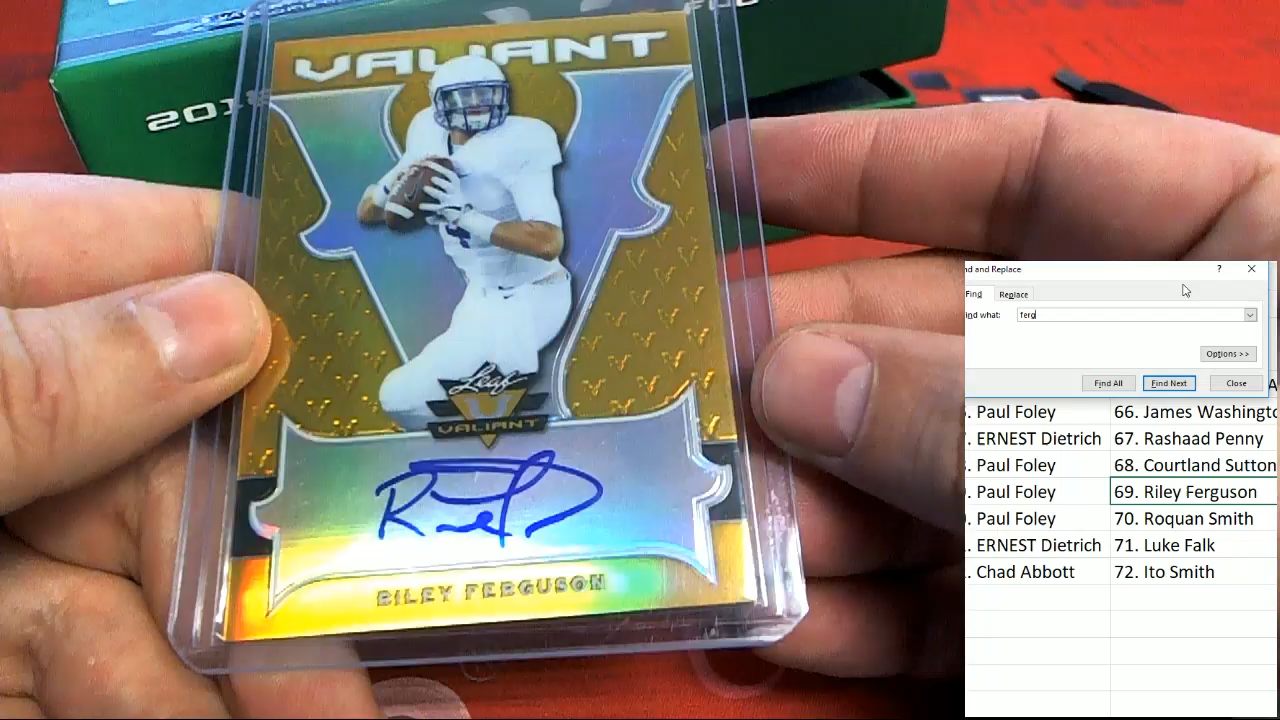 VALIANT
Leaf
VALIANT
RILEY FERGUSON
nd and Replace
? ×
Find
Replace
ind what:
ferg
Options >>
Find All
Find Next
Close
A
. Paul Foley
66. James Washingto
. ERNEST Dietrich
67. Rashaad Penny
. Paul Foley
68. Courtland Sutton
. Paul Foley
69. Riley Ferguson
. Paul Foley
70. Roquan Smith
. ERNEST Dietrich
71. Luke Falk
. Chad Abbott
72. Ito Smith